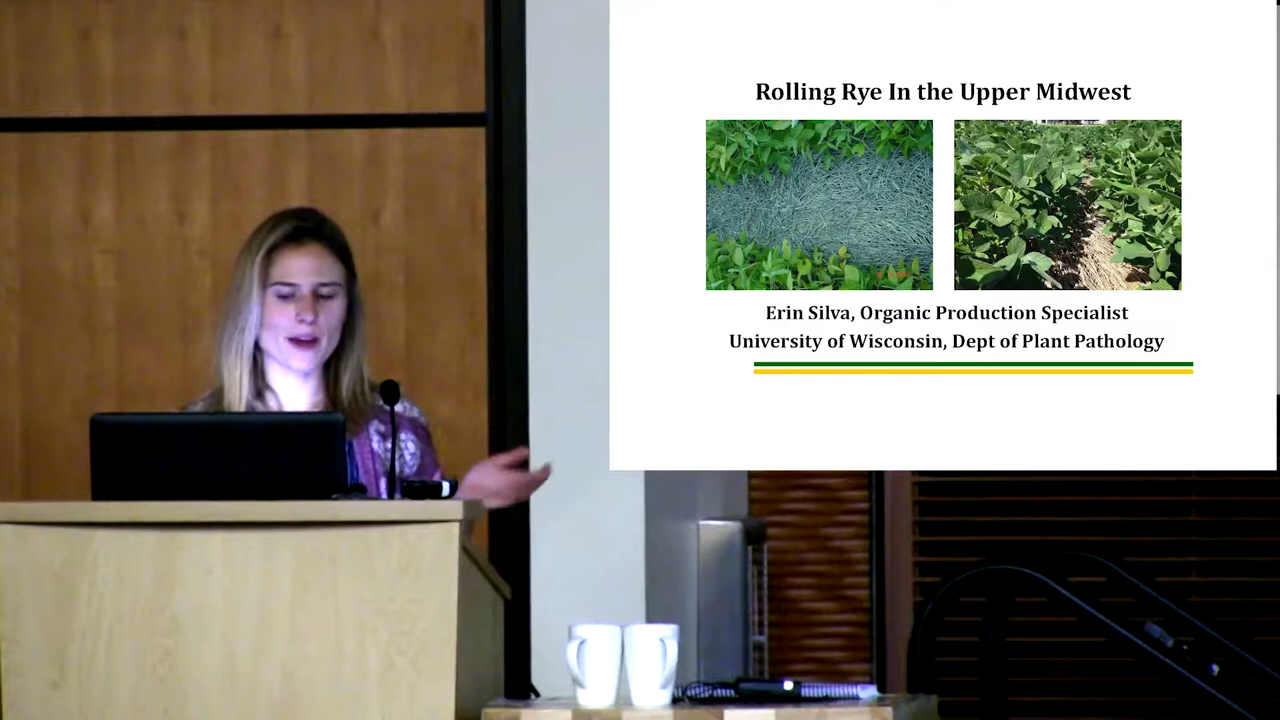 Rolling Rye In the Upper Midwest
Erin Silva, Organic Production Specialist
University of Wisconsin, Dept of Plant Pathology